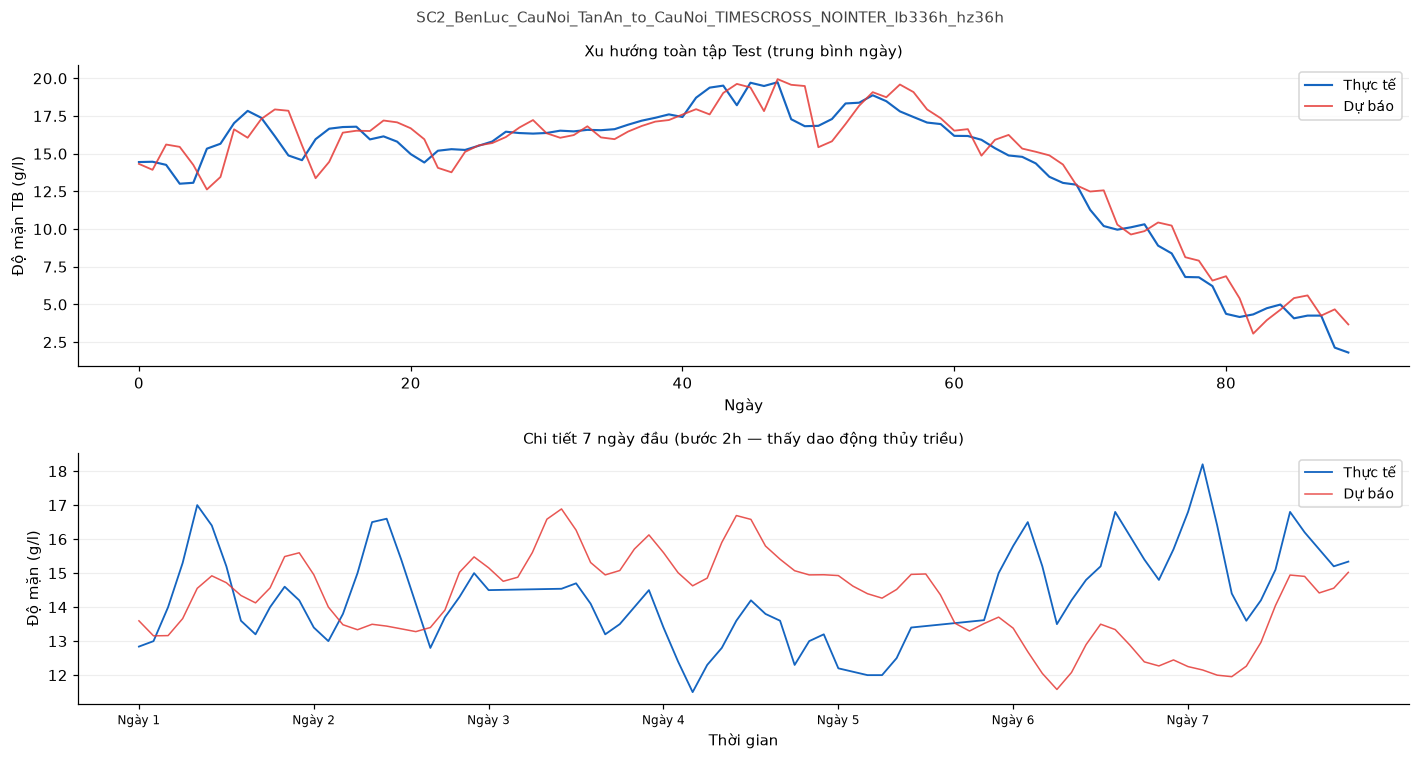 SC2_BenLuc_CauNoi_TanAn_to_CauNoi_TIMESCROSS_NOINTER_lb336h_hz36h
Xu hướng toàn tập Test (trung bình ngày)
Độ mặn TB (g/l)
20.0
17.5
15.0
12.5
10.0
7.5
5.0
2.5
Thực tế
Dự báo
0
20
40
60
80
Ngày
Chi tiết 7 ngày đầu (bước 2h — thấy dao động thủy triều)
Độ mặn (g/l)
18
17
16
15
14
13
12
Thực tế
Dự báo
Ngày 1
Ngày 2
Ngày 3
Ngày 4
Ngày 5
Ngày 6
Ngày 7
Thời gian